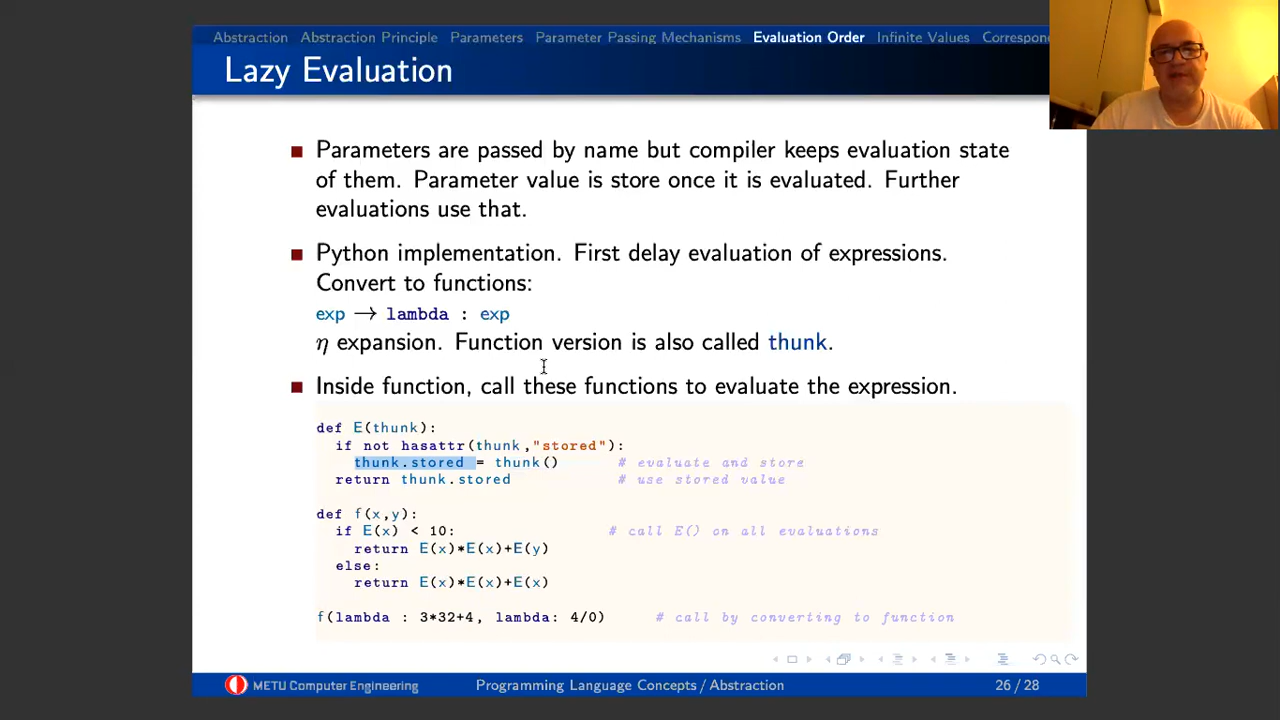 Abstraction Abstraction Principle Parameters Parameter Passing Mechanisms Evaluation Order Infinite Values Correspon
Lazy Evaluation
Parameters are passed by name but compiler keeps evaluation state
of them. Parameter value is store once it is evaluated. Further
evaluations use that.
Python implementation. First delay evaluation of expressions.
Convert to functions:
exp → lambda : exp
η expansion. Function version is also called thunk.
Inside function, call these functions to evaluate the expression.
def E(thunk):
if not hasattr(thunk,"stored"):
thunk.stored = thunk() # evaluate and store
return thunk.stored # use stored value
def f(x,y):
if E(x) < 10: # call E() on all evaluations
return E(x)*E(x)+E(y)
else:
return E(x)*E(x)+E(x)
f(lambda : 3*32+4, lambda: 4/0) # call by converting to function
METU Computer Engineering Programming Language Concepts/Abstraction 26 / 28